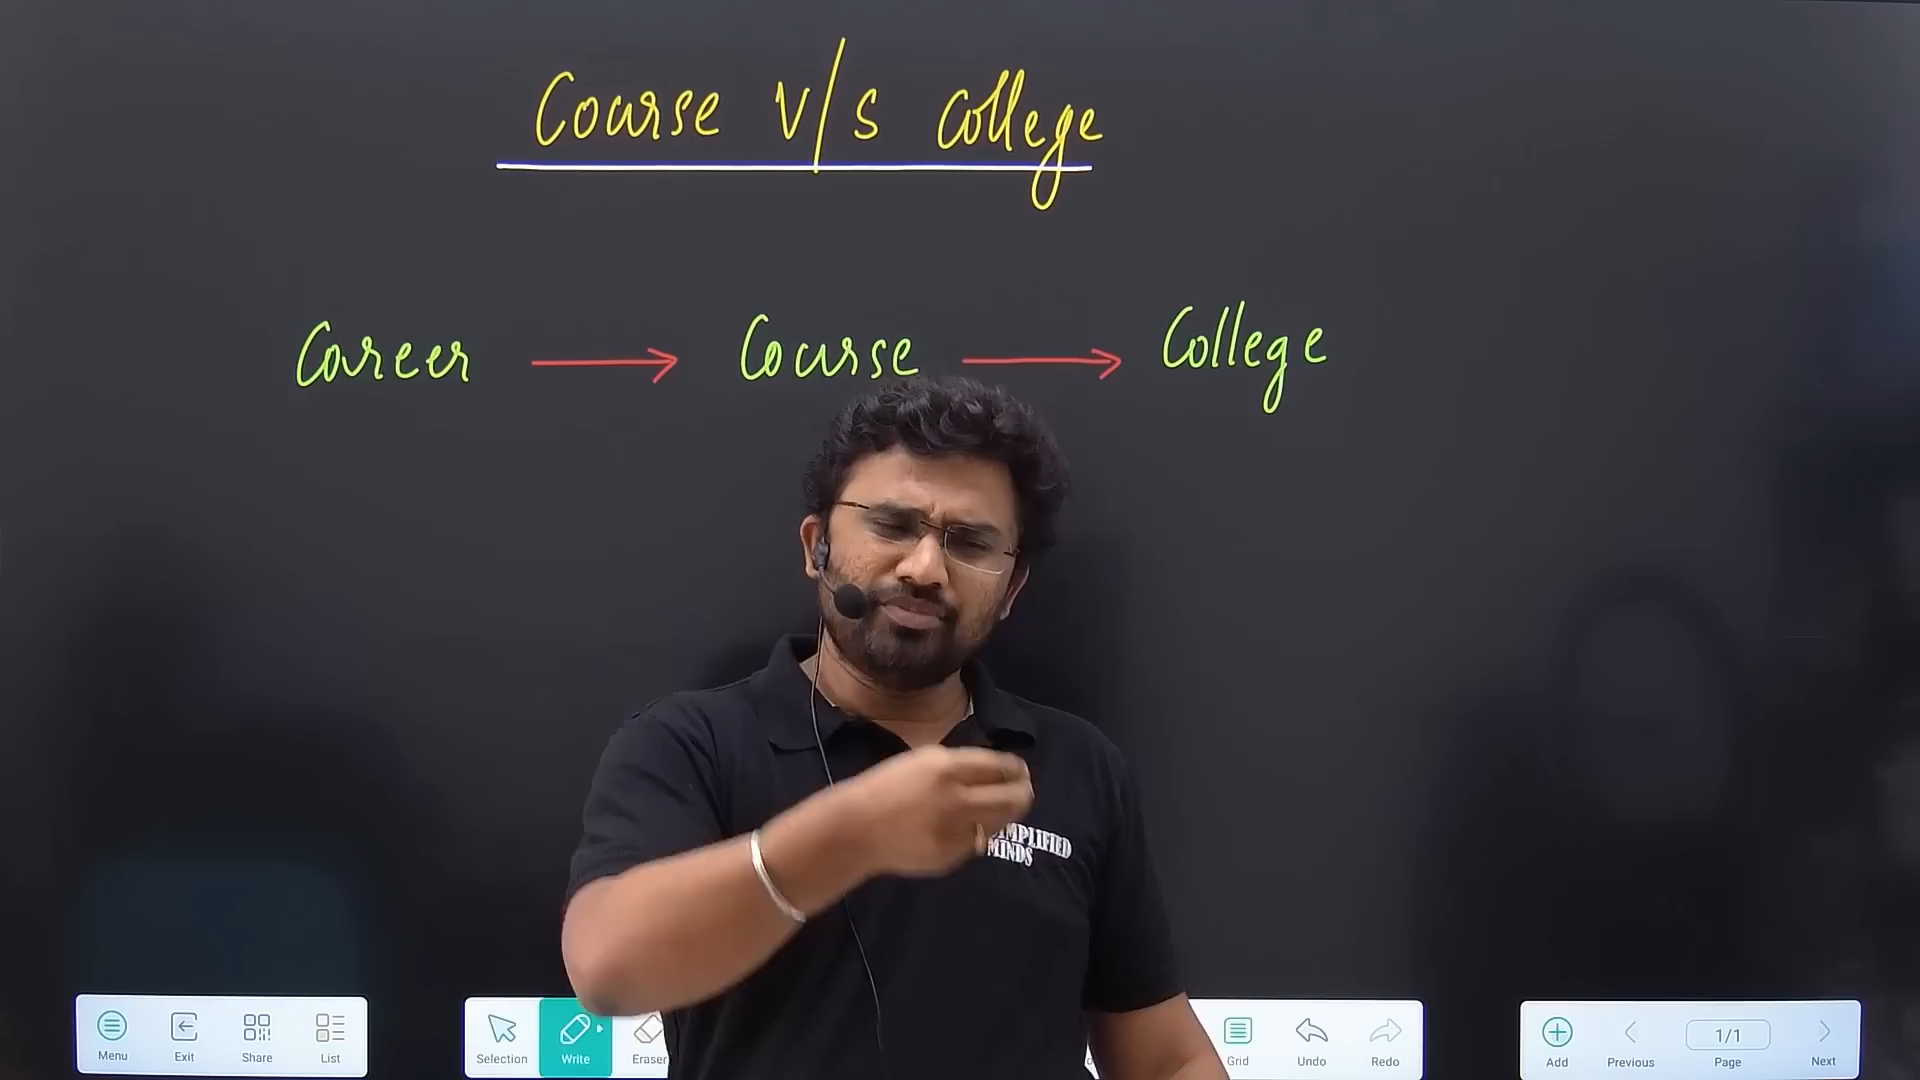 Course V/s College
Career → Course → College
SIMPLIFIED
MINDS
Menu Exit Share List Selection Write Eraser Grid Undo Redo Add Previous 1/1 Page Next